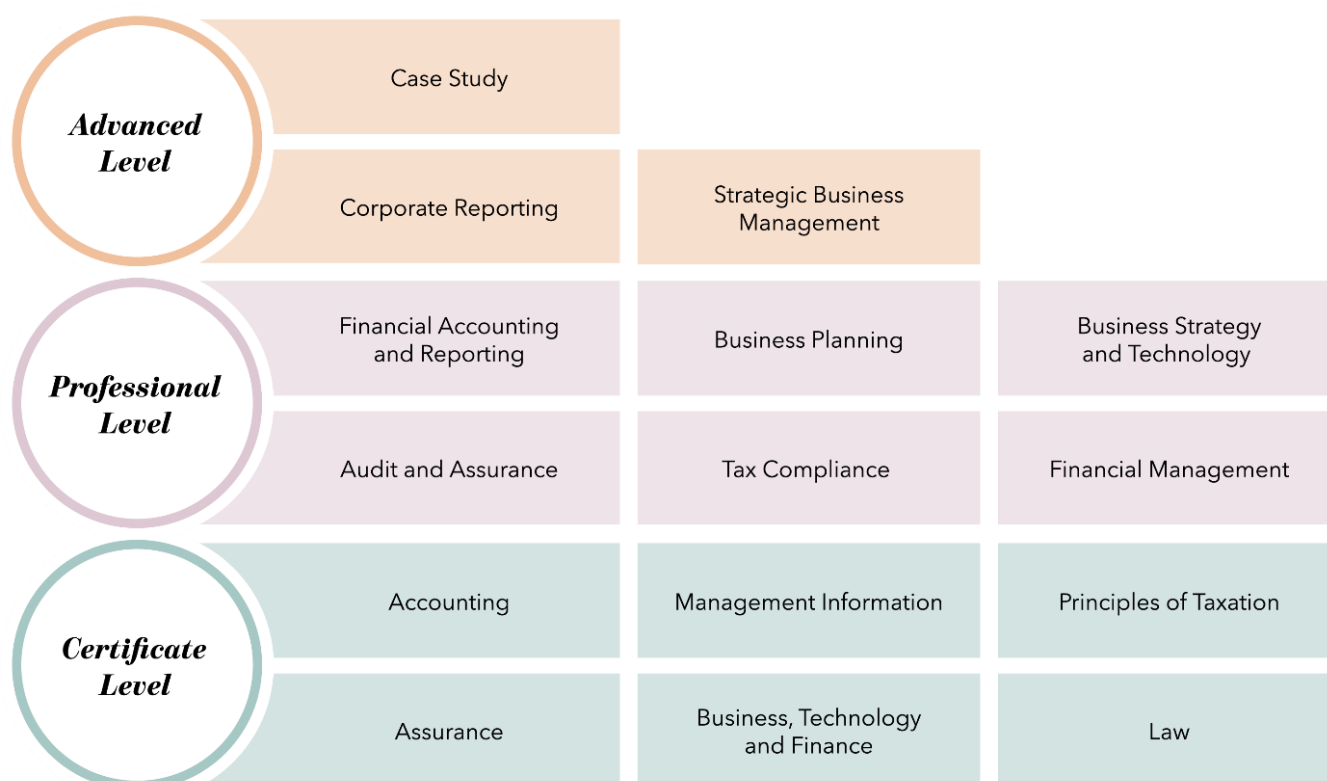 Advanced
Level
Case Study
Corporate Reporting
Strategic Business
Management
Professional
Level
Financial Accounting
and Reporting
Business Planning
Business Strategy
and Technology
Audit and Assurance
Tax Compliance
Financial Management
Certificate
Level
Accounting
Management Information
Principles of Taxation
Assurance
Business, Technology
and Finance
Law